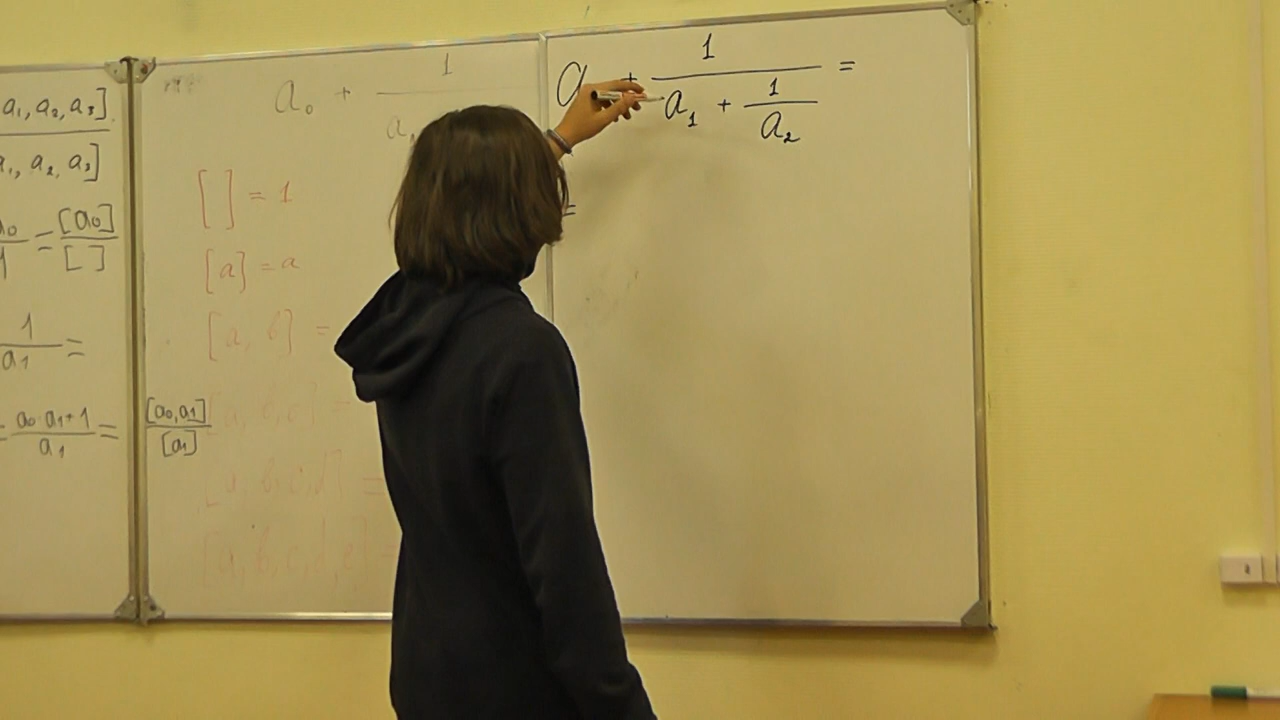 a₁, a₂, a₃]
a₁, a₂, a₃]
a₀/1 = [a₀]/[ ]
1/a₁ =
= a₀·a₁+1/a₁ = [a₀,a₁]/[a₁]
a₀ + 1/a₁
[ ] = 1
[a] = a
[a, b] =
[a, b, c] =
[a, b, c, d] =
[a, b, c, d, e] =
a + 1/(a₁ + 1/a₂) =
=